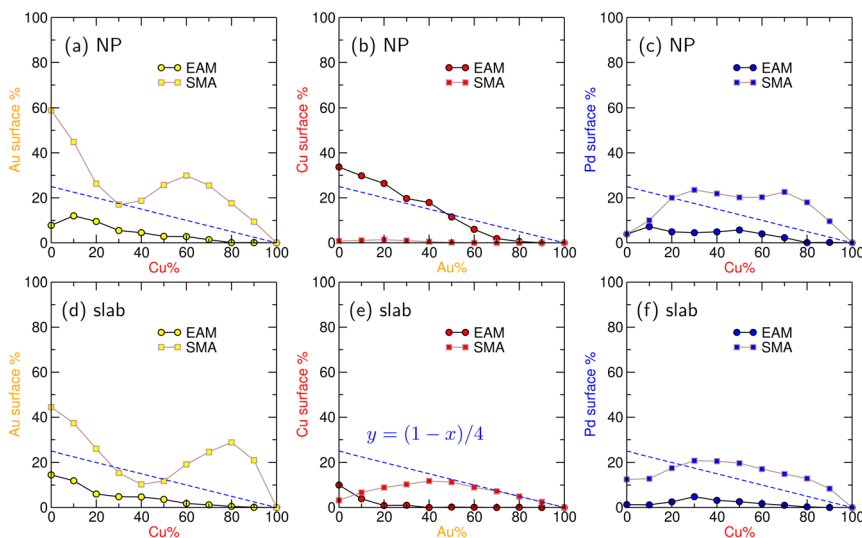 (a) NP
EAM
SMA
Au surface %
100
80
60
40
20
0
0 20 40 60 80 100
Cu%
(b) NP
EAM
SMA
Cu surface %
100
80
60
40
20
0
0 20 40 60 80 100
Au%
(c) NP
EAM
SMA
Pd surface %
100
80
60
40
20
0
0 20 40 60 80 100
Cu%
(d) slab
EAM
SMA
Au surface %
100
80
60
40
20
0
0 20 40 60 80 100
Cu%
(e) slab
EAM
SMA
y = (1 − x)/4
Cu surface %
100
80
60
40
20
0
0 20 40 60 80 100
Au%
(f) slab
EAM
SMA
Pd surface %
100
80
60
40
20
0
0 20 40 60 80 100
Cu%